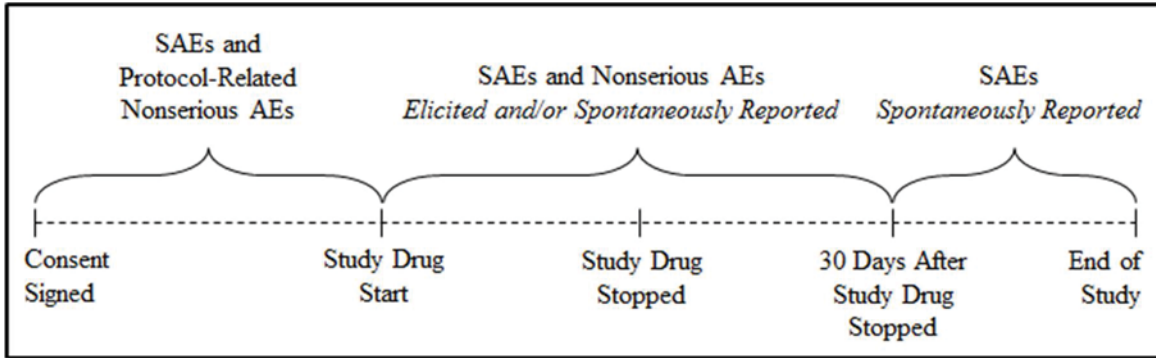 SAEs and
Protocol-Related
Nonserious AEs
SAEs and Nonserious AEs
Elicited and/or Spontaneously Reported
SAEs
Spontaneously Reported
Consent
Signed
Study Drug
Start
Study Drug
Stopped
30 Days After
Study Drug
Stopped
End of
Study